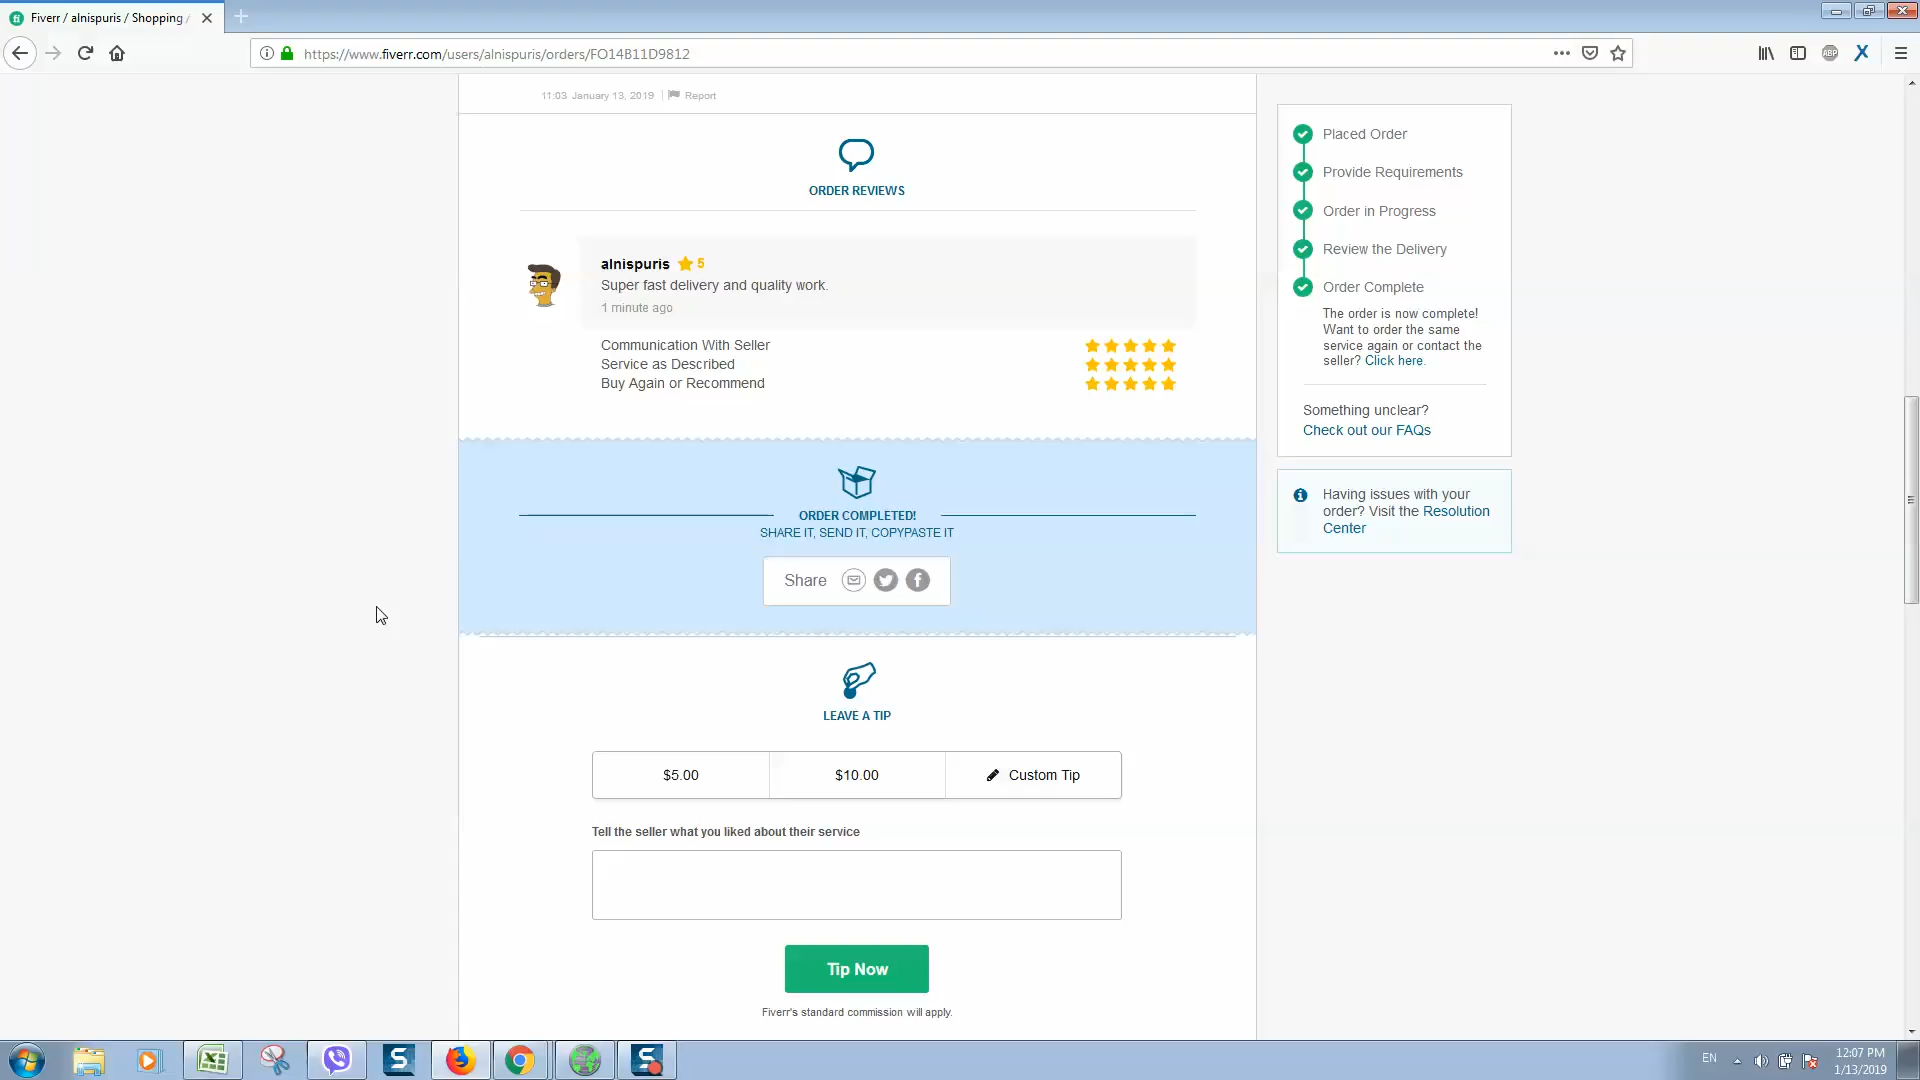 Fiverr / alnispuris / Shopping /
https://www.fiverr.com/users/alnispuris/orders/FO14B11D9812
ABP
11:03 January 13, 2019 | Report
ORDER REVIEWS
alnispuris 5
Super fast delivery and quality work.
1 minute ago
Communication With Seller
Service as Described
Buy Again or Recommend
ORDER COMPLETED!
SHARE IT, SEND IT, COPYPASTE IT
Share
LEAVE A TIP
$5.00
$10.00
Custom Tip
Tell the seller what you liked about their service
Tip Now
Fiverr's standard commission will apply.
Placed Order
Provide Requirements
Order in Progress
Review the Delivery
Order Complete
The order is now complete!
Want to order the same
service again or contact the
seller? Click here.
Something unclear?
Check out our FAQs
Having issues with your
order? Visit the Resolution
Center
EN
12:07 PM
1/13/2019